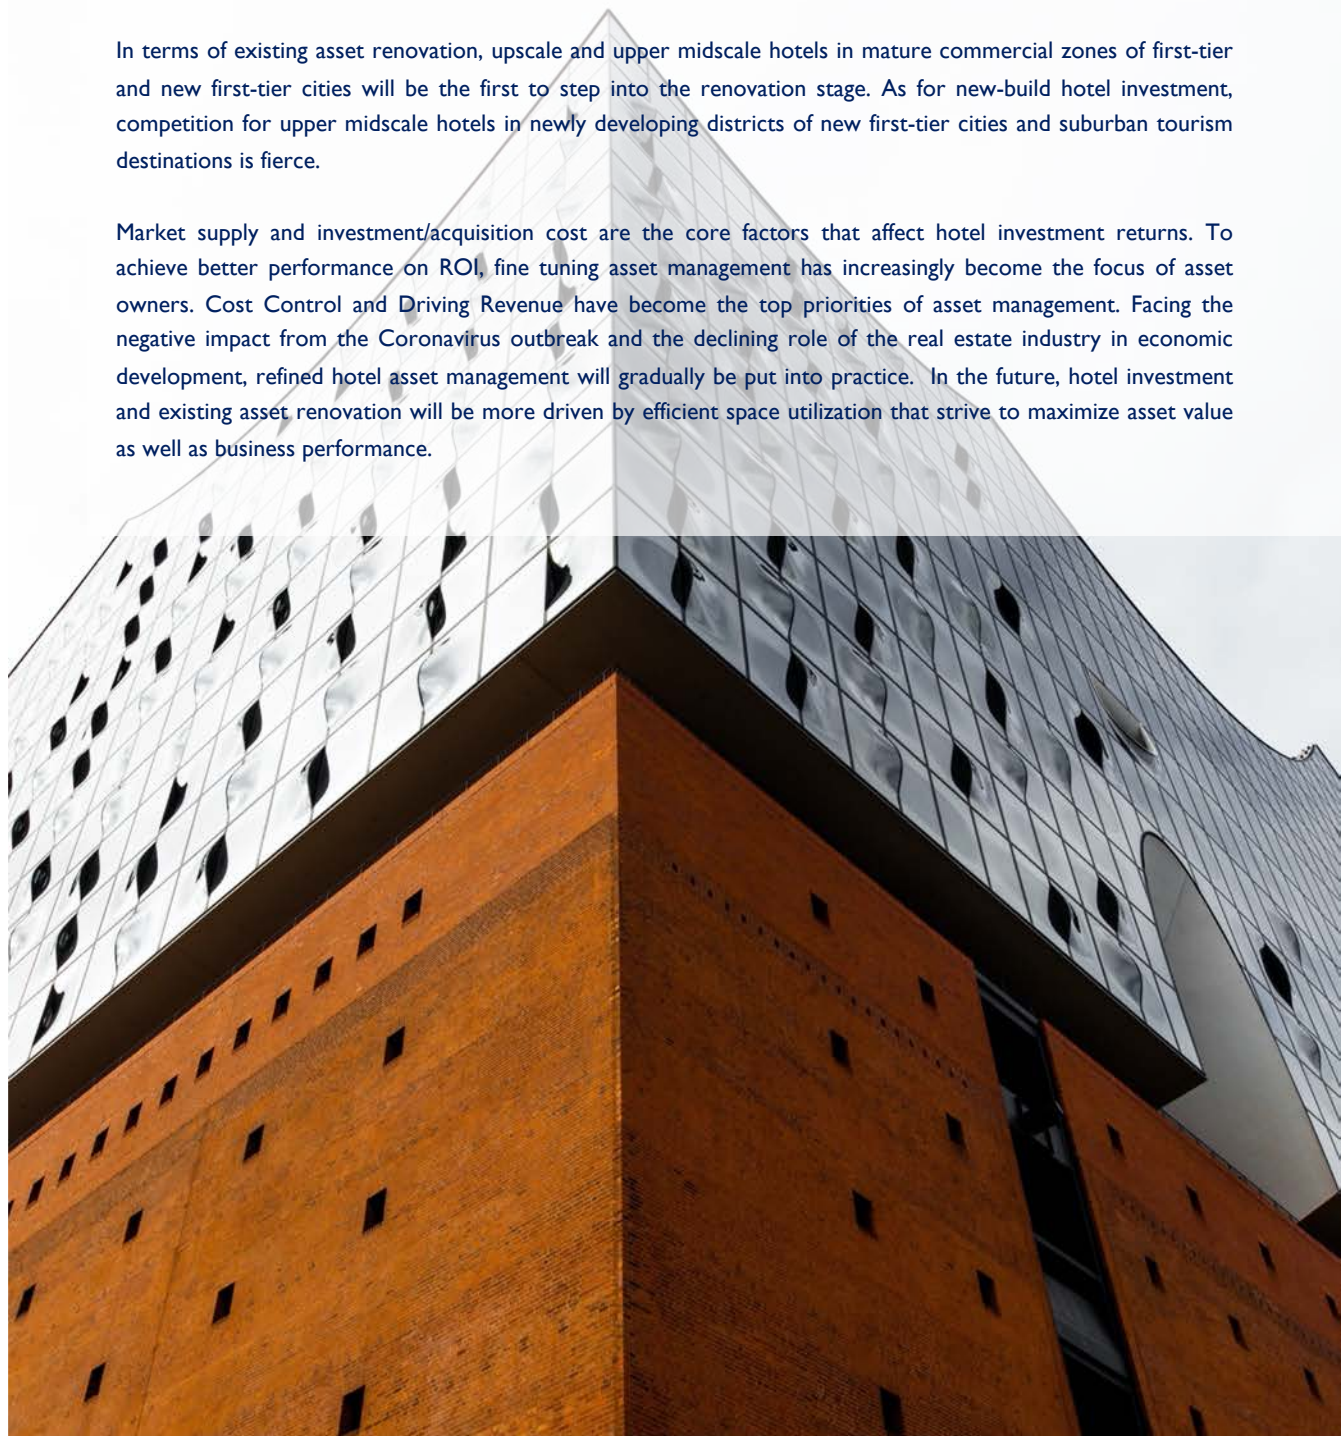 In terms of existing asset renovation, upscale and upper midscale hotels in mature commercial zones of first-tier
and new first-tier cities will be the first to step into the renovation stage. As for new-build hotel investment,
competition for upper midscale hotels in newly developing districts of new first-tier cities and suburban tourism
destinations is fierce.
Market supply and investment/acquisition cost are the core factors that affect hotel investment returns. To
achieve better performance on ROI, fine tuning asset management has increasingly become the focus of asset
owners. Cost Control and Driving Revenue have become the top priorities of asset management. Facing the
negative impact from the Coronavirus outbreak and the declining role of the real estate industry in economic
development, refined hotel asset management will gradually be put into practice. In the future, hotel investment
and existing asset renovation will be more driven by efficient space utilization that strive to maximize asset value
as well as business performance.